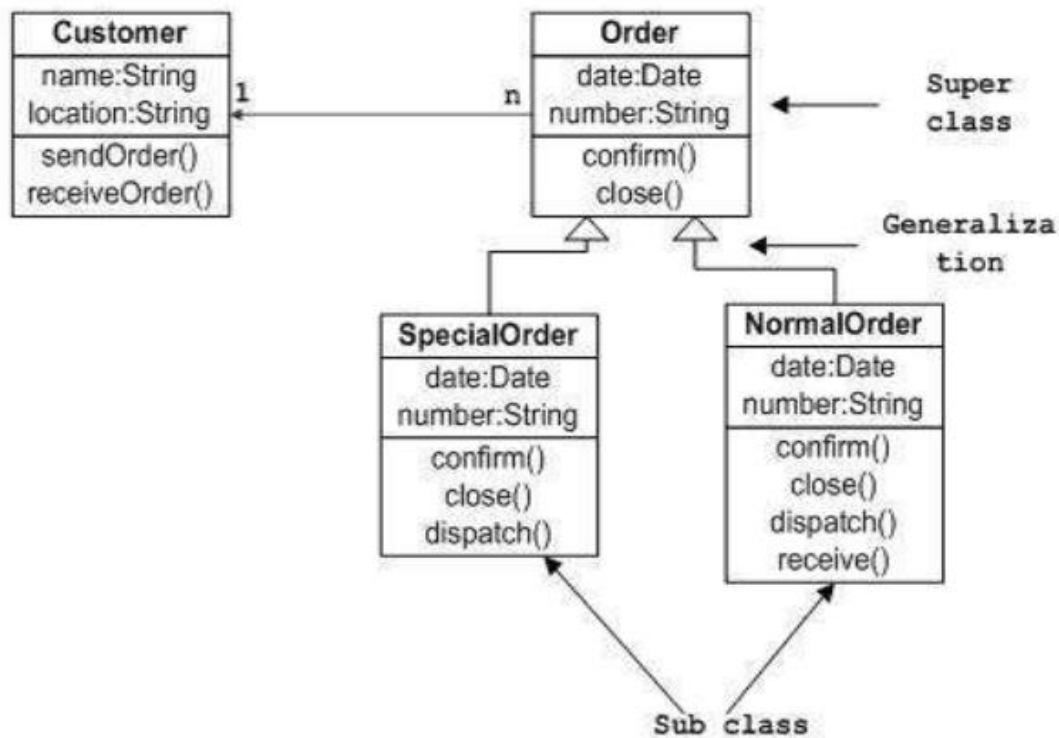 Customer
name:String
location:String
sendOrder()
receiveOrder()
1
n
Order
date:Date
number:String
confirm()
close()
Super
class
Generaliza
tion
SpecialOrder
date:Date
number:String
confirm()
close()
dispatch()
NormalOrder
date:Date
number:String
confirm()
close()
dispatch()
receive()
Sub class